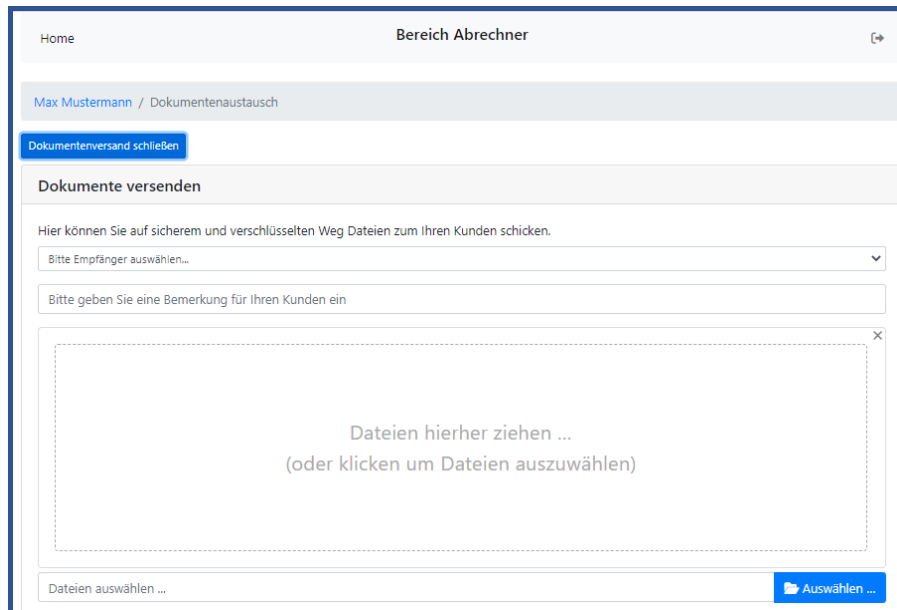 Home
Bereich Abrechner
Max Mustermann / Dokumentenaustausch
Dokumentenversand schließen
Dokumente versenden
Hier können Sie auf sicherem und verschlüsselten Weg Dateien zum Ihren Kunden schicken.
Bitte Empfänger auswählen...
Bitte geben Sie eine Bemerkung für Ihren Kunden ein
Dateien hierher ziehen ...
(oder klicken um Dateien auszuwählen)
Dateien auswählen ...
Auswählen ...